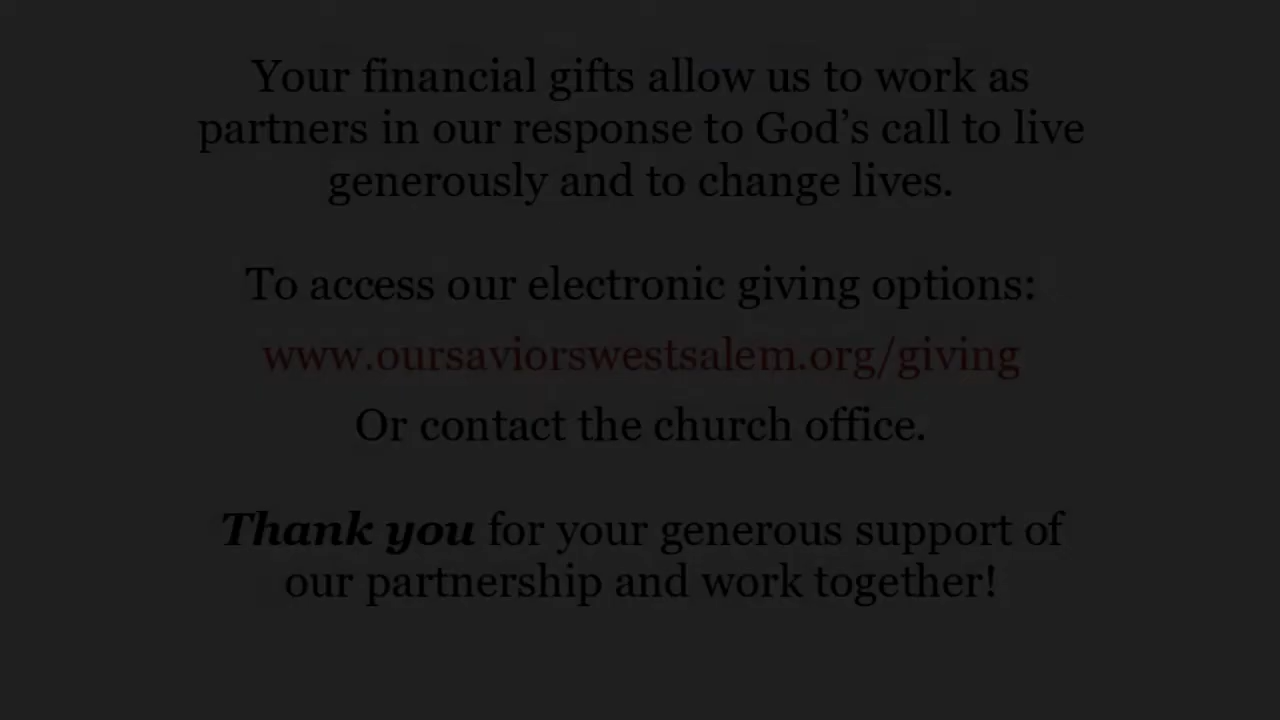 Your financial gifts allow us to work as
partners in our response to God’s call to live
generously and to change lives.
To access our electronic giving options:
www.oursaviorswestsalem.org/giving
Or contact the church office.
Thank you for your generous support of
our partnership and work together!